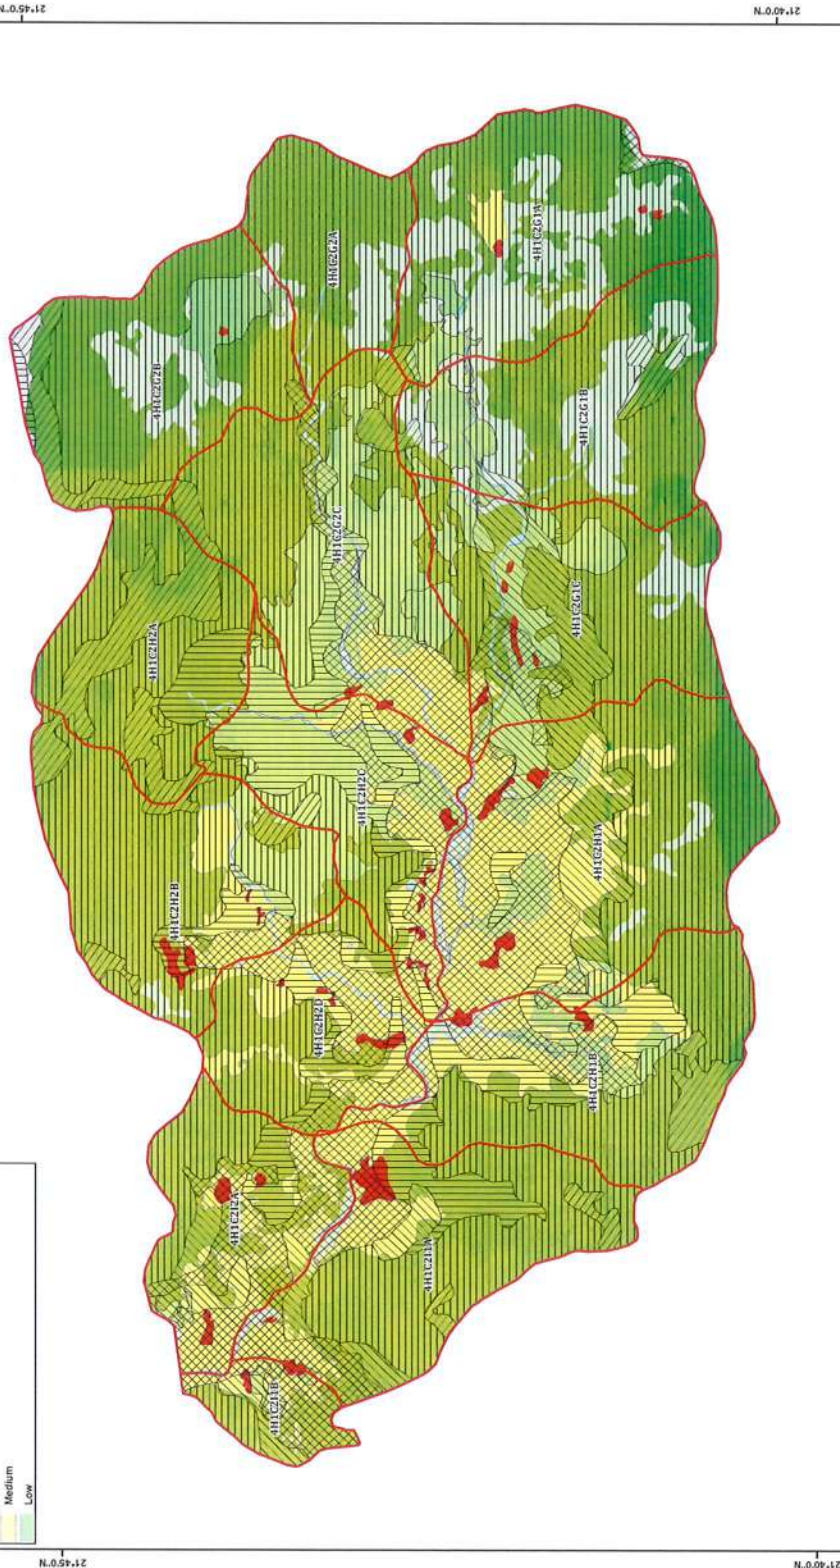 21°45'0"N
21°40'0"N
4H1C2G2A
4H1C2G1A
4H1C2G2B
4H1C2G1B
4H1C2G2C
4H1C2G1C
4H1C2H2A
4H1C2H2C
4H1C2H1A
4H1C2H2B
4H1C2H2D
4H1C2H1B
4H1C2I2A
4H1C2I1A
4H1C2I1B
Medium
Low
21°45'0"N
21°40'0"N